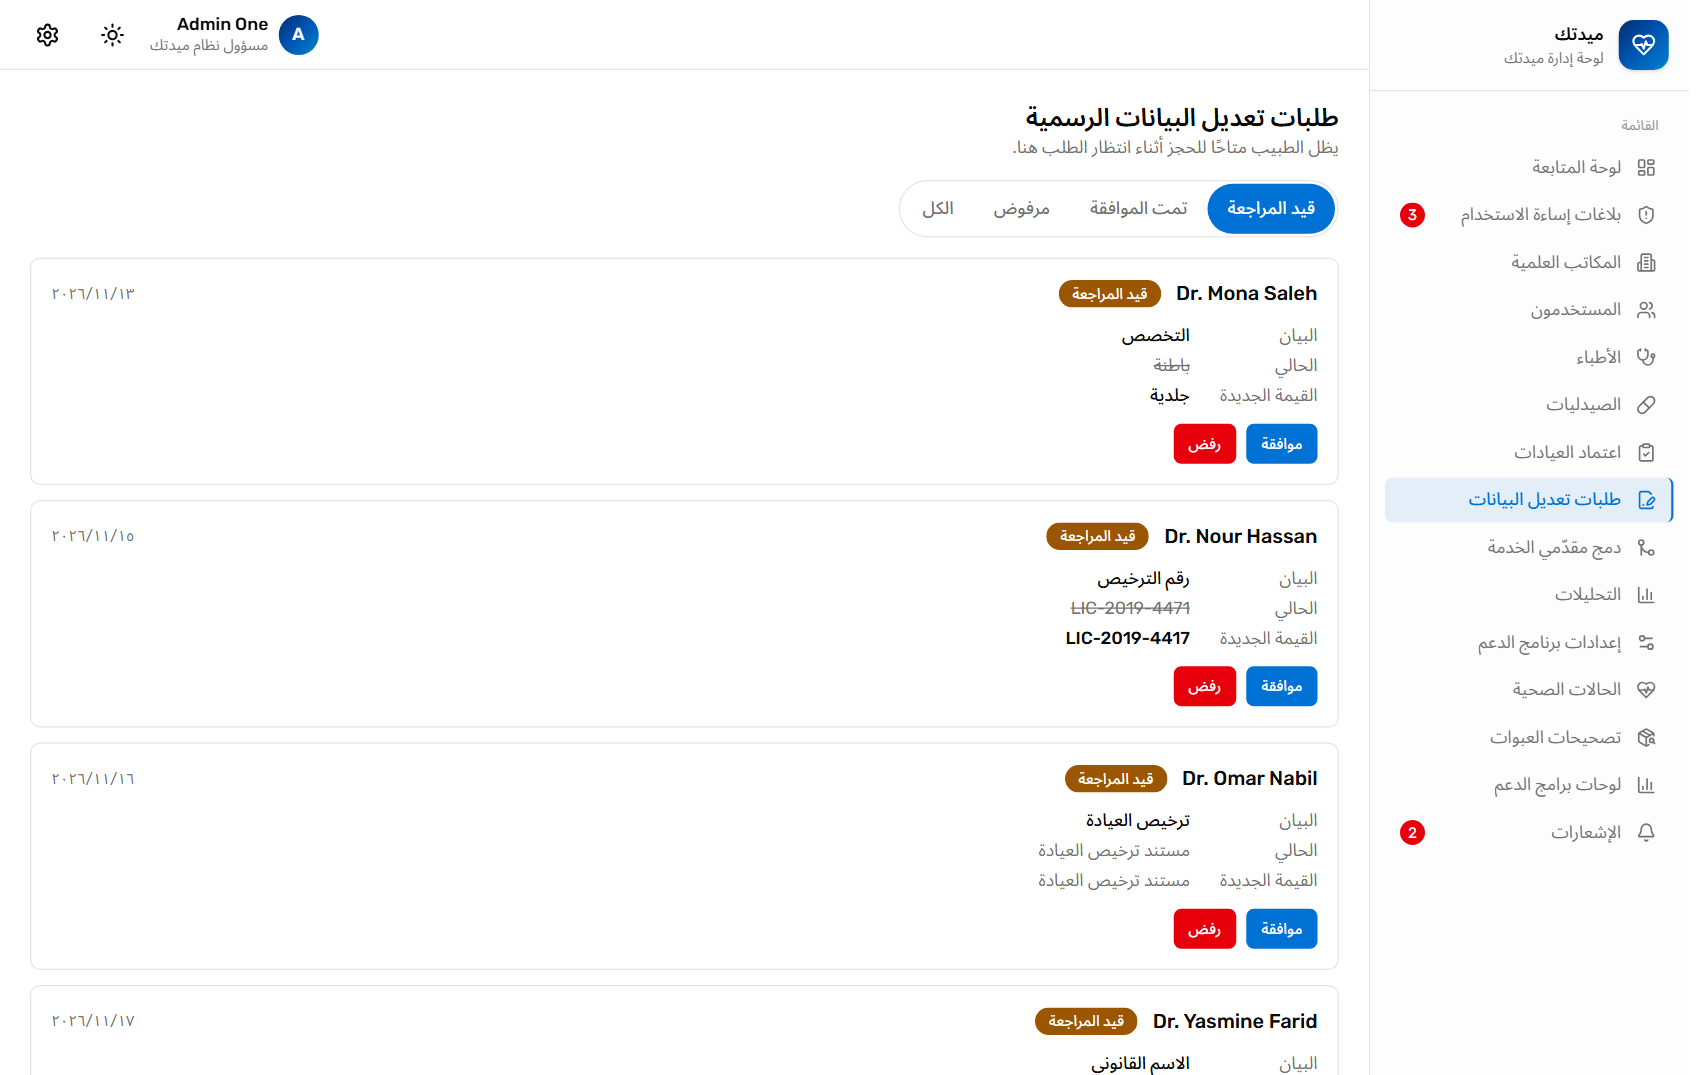 ميدتك
لوحة إدارة ميدتك
القائمة
لوحة المتابعة
بلاغات إساءة الاستخدام
3
المكاتب العلمية
المستخدمون
الأطباء
الصيدليات
اعتماد العيادات
طلبات تعديل البيانات
دمج مقدّمي الخدمة
التحليلات
إعدادات برنامج الدعم
الحالات الصحية
تصحيحات العبوات
لوحات برامج الدعم
الإشعارات
2
A
Admin One
مسؤول نظام ميدتك
طلبات تعديل البيانات الرسمية
يظل الطبيب متاحًا للحجز أثناء انتظار الطلب هنا.
قيد المراجعة
تمت الموافقة
مرفوض
الكل
Dr. Mona Saleh قيد المراجعة ٢٠٢٦/١١/١٣
البيان التخصص
الحالي باطنة
القيمة الجديدة جلدية
موافقة رفض
Dr. Nour Hassan قيد المراجعة ٢٠٢٦/١١/١٥
البيان رقم الترخيص
الحالي LIC-2019-4471
القيمة الجديدة LIC-2019-4417
موافقة رفض
Dr. Omar Nabil قيد المراجعة ٢٠٢٦/١١/١٦
البيان ترخيص العيادة
الحالي مستند ترخيص العيادة
القيمة الجديدة مستند ترخيص العيادة
موافقة رفض
Dr. Yasmine Farid قيد المراجعة ٢٠٢٦/١١/١٧
البيان الاسم القانوني